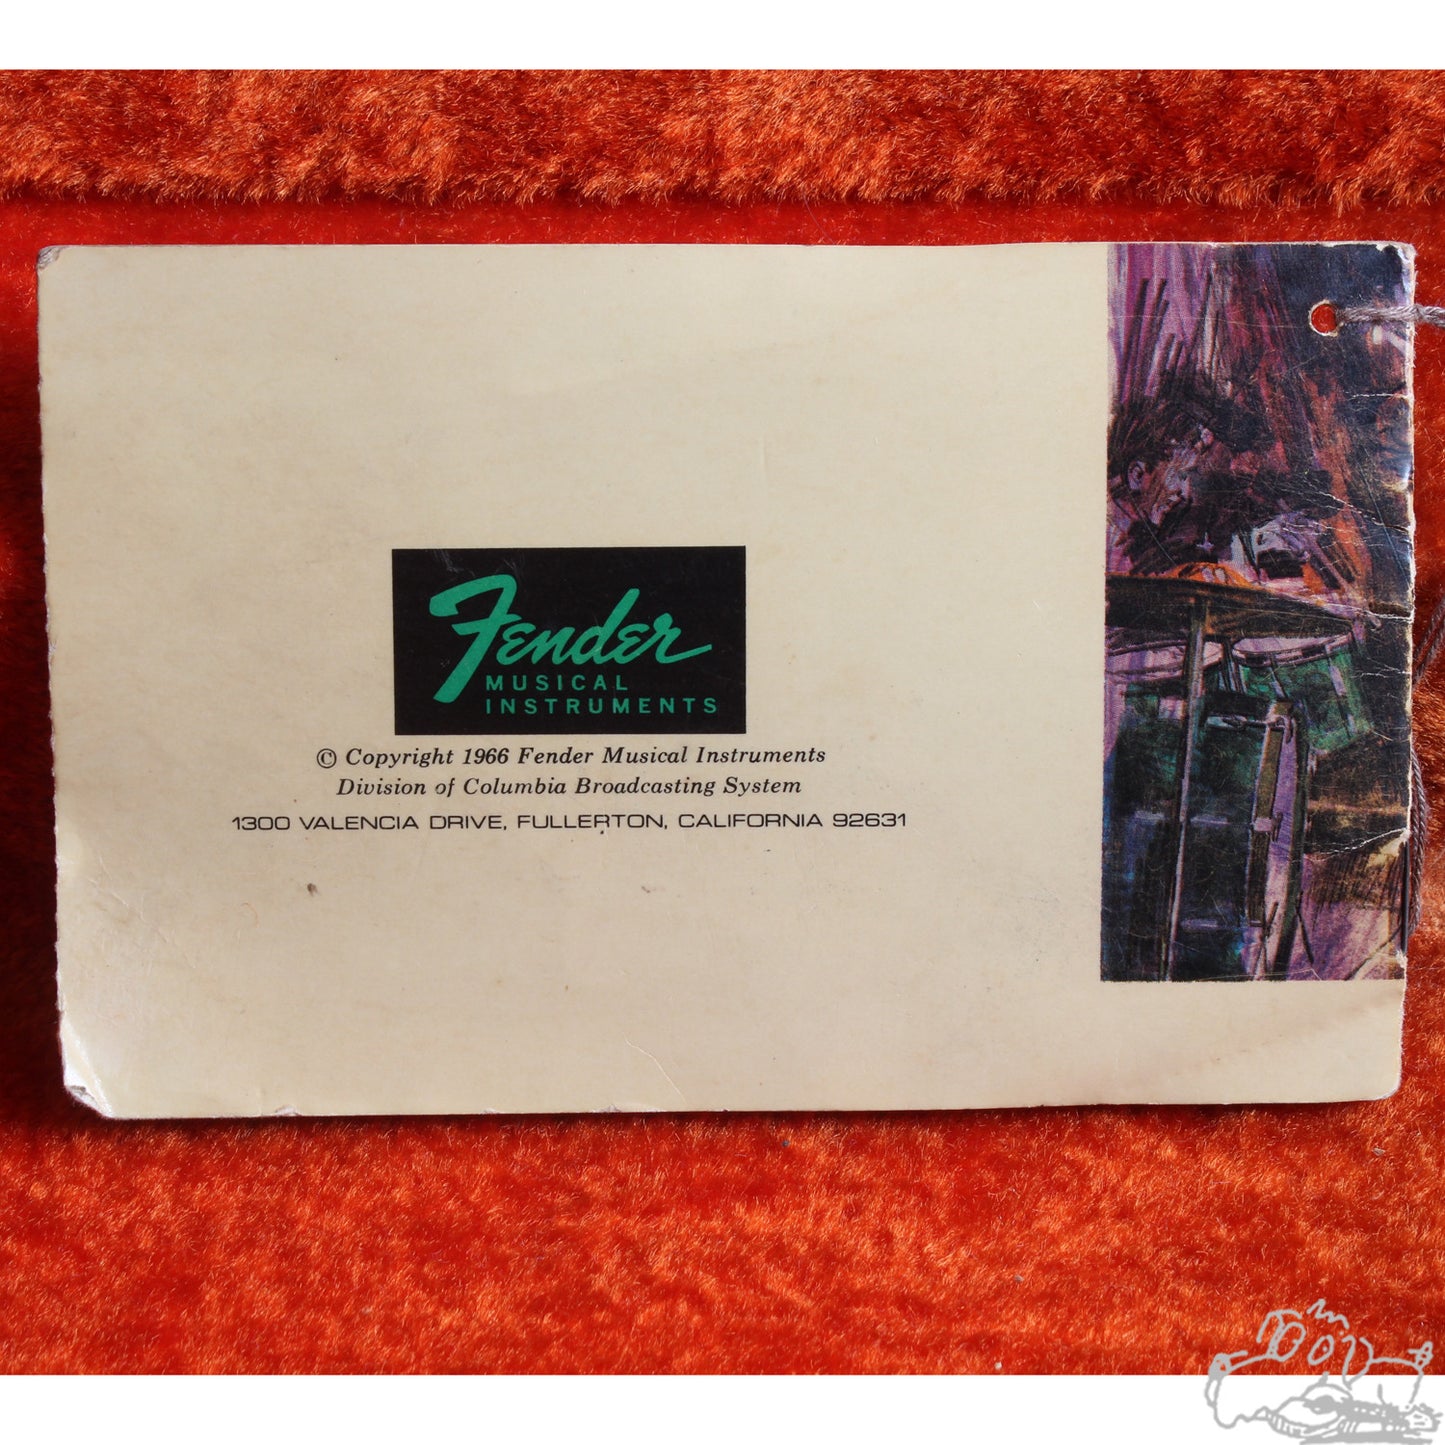 Fender
MUSICAL
INSTRUMENTS
© Copyright 1966 Fender Musical Instruments
Division of Columbia Broadcasting System
1300 VALENCIA DRIVE, FULLERTON, CALIFORNIA 92631